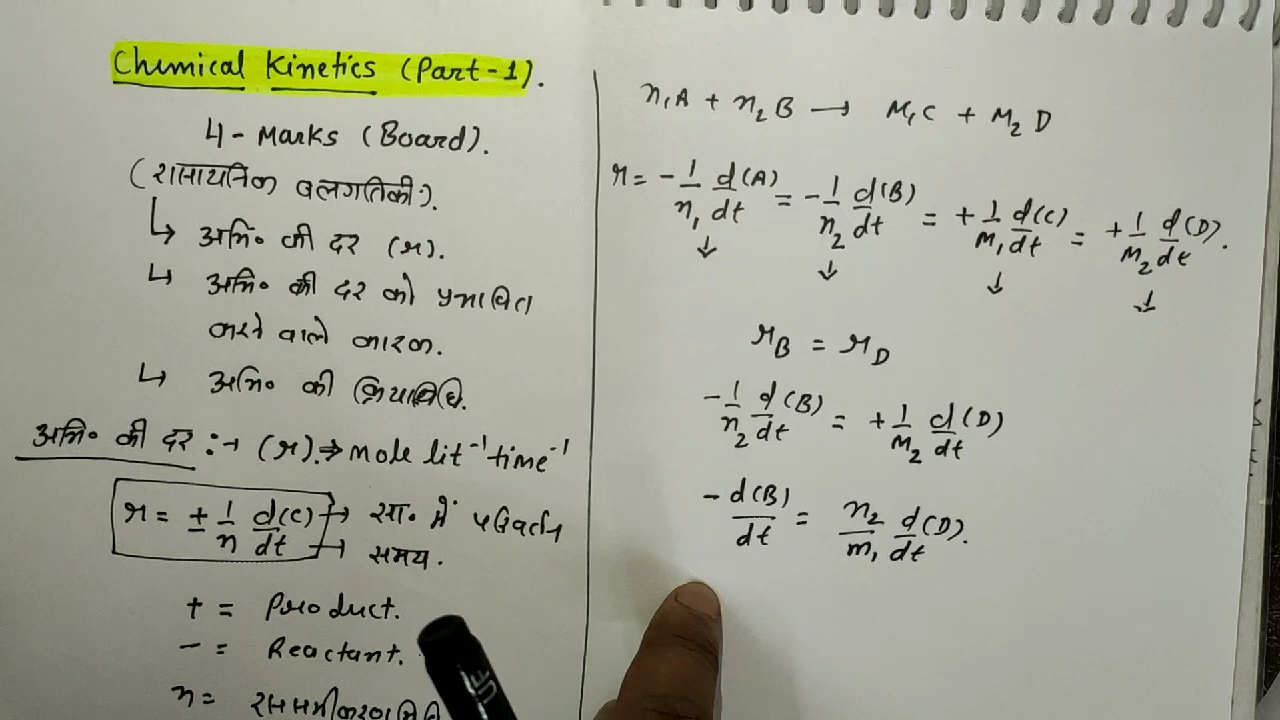 Chemical Kinetics (Part-1).
4-Marks (Board).
(रासायनिक बलगतिकी).
↳ अभि० की दर (r).
↳ अभि० की दर को प्रभावित
करने वाले कारक.
↳ अभि० की क्रियाविधि.
अभि० की दर :→ (r).⇒ Mole lit⁻¹ time⁻¹
r = ± 1/n d(C)/dt → सा० में परिवर्तन
→ समय.
+ = Product.
- = Reactant.
n =
n₁A + n₂B ⟶ M₁C + M₂D
r = -1/n₁ d(A)/dt = -1/n₂ d(B)/dt = +1/M₁ d(C)/dt = +1/M₂ d(D)/dt.
↓ ↓ ↓ ↓
r_B = r_D
-1/n₂ d(B)/dt = +1/M₂ d(D)/dt
-d(B)/dt = n₂/m₁ d(D)/dt.